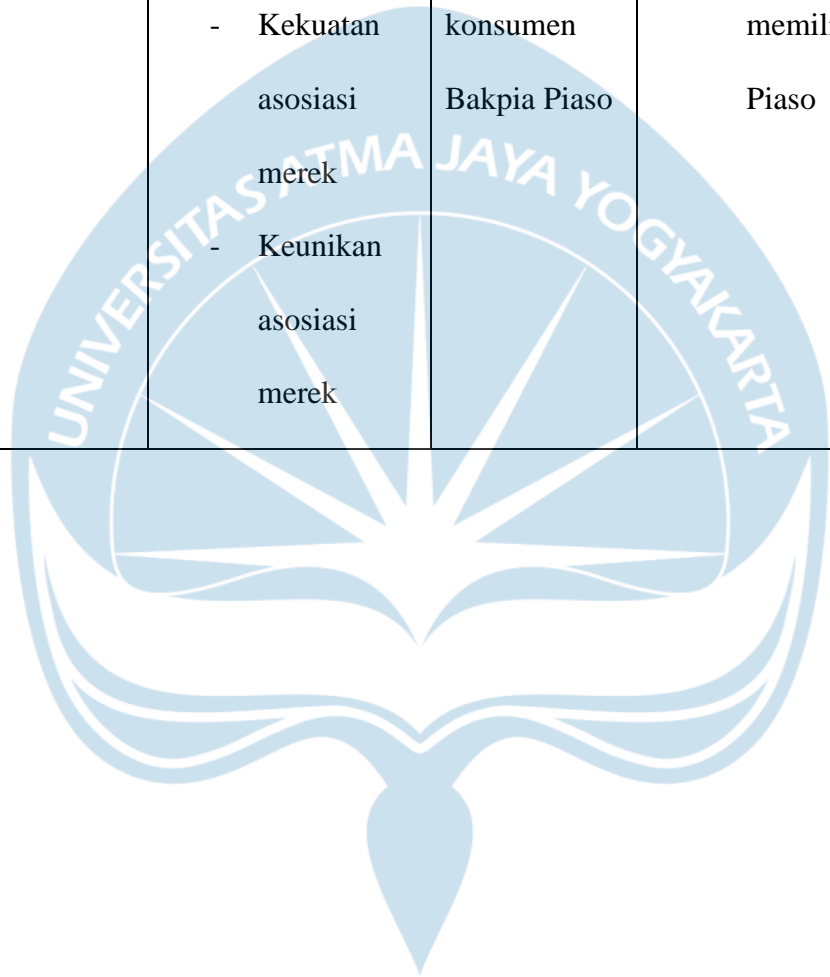 - Kekuatan
asosiasi
merek
- Keunikan
asosiasi
merek
konsumen
Bakpia Piaso
Piaso
UNIVERSITAS ATMA JAYA YOGYAKARTA